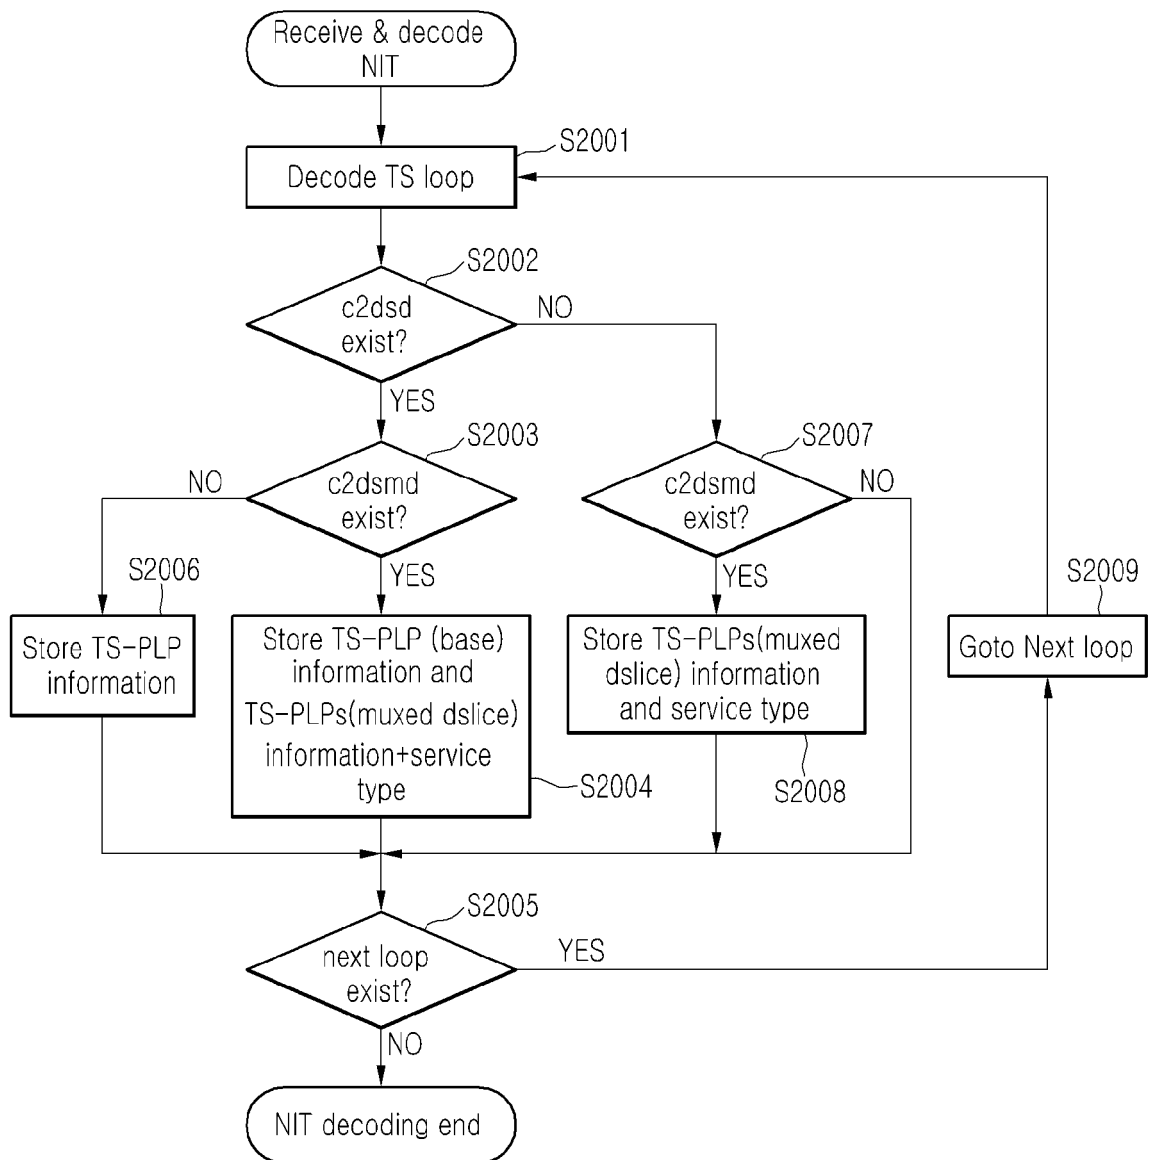 Receive & decode
NIT
S2001
Decode TS loop
S2002
c2dsd
exist?
NO
YES
S2003
c2dsmd
exist?
NO
YES
S2007
c2dsmd
exist?
NO
YES
S2006
Store TS-PLP
information
Store TS-PLP (base)
information and
TS-PLPs(muxed dslice)
information+service
type
S2004
Store TS-PLPs(muxed
dslice) information
and service type
S2008
S2009
Goto Next loop
S2005
next loop
exist?
YES
NO
NIT decoding end